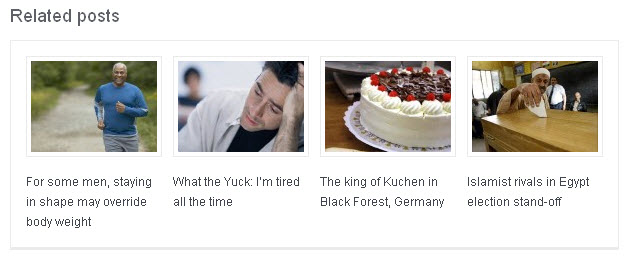 Related posts
For some men, staying
in shape may override
body weight
What the Yuck: I'm tired
all the time
The king of Kuchen in
Black Forest, Germany
Islamist rivals in Egypt
election stand-off